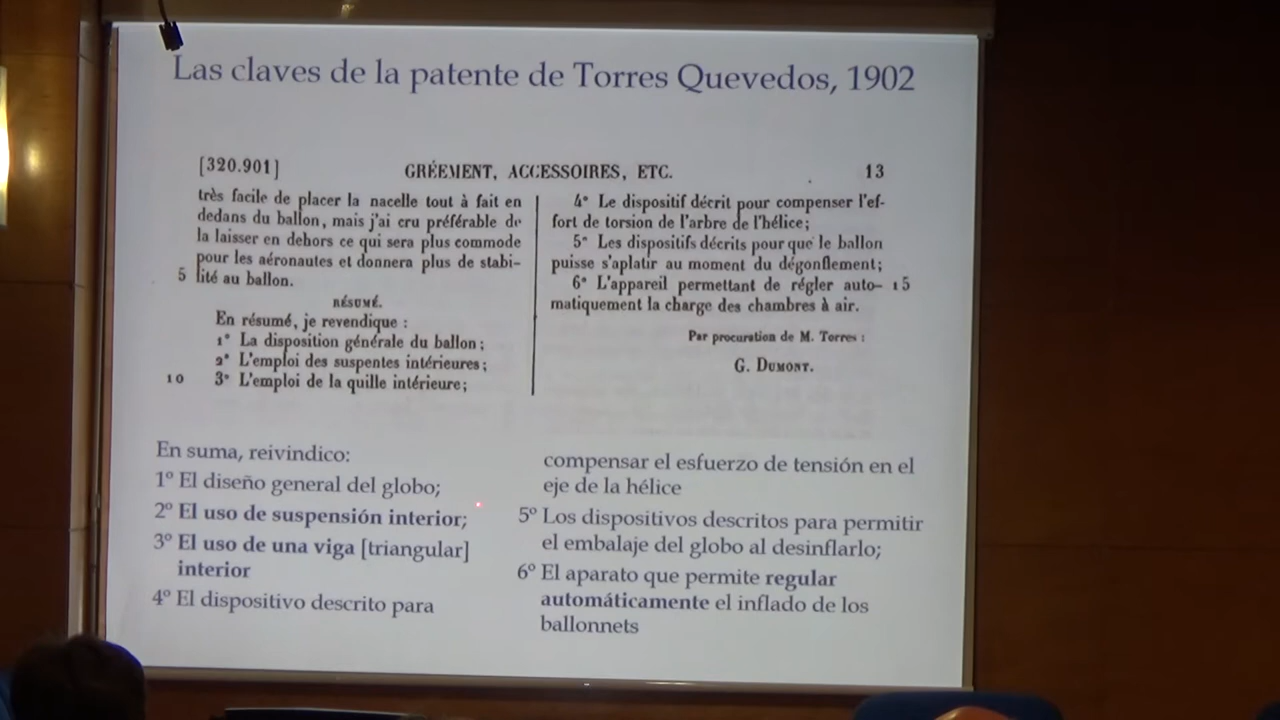 Las claves de la patente de Torres Quevedos, 1902
[320.901] GRÉEMENT, ACCESSOIRES, ETC. 13
très facile de placer la nacelle tout à fait en
dedans du ballon, mais j'ai cru préférable de
la laisser en dehors ce qui sera plus commode
pour les aéronautes et donnera plus de stabi-
5 lité au ballon.
RÉSUMÉ.
En résumé, je revendique :
1° La disposition générale du ballon;
2° L'emploi des suspentes intérieures;
10 3° L'emploi de la quille intérieure;
4° Le dispositif décrit pour compenser l'ef-
fort de torsion de l'arbre de l'hélice;
5° Les dispositifs décrits pour que le ballon
puisse s'aplatir au moment du dégonflement;
6° L'appareil permettant de régler auto- 15
matiquement la charge des chambres à air.
Par procuration de M. Torres :
G. DUMONT.
En suma, reivindico:
1º El diseño general del globo;
2º El uso de suspensión interior;
3º El uso de una viga [triangular]
interior
4º El dispositivo descrito para
compensar el esfuerzo de tensión en el
eje de la hélice
5º Los dispositivos descritos para permitir
el embalaje del globo al desinflarlo;
6º El aparato que permite regular
automáticamente el inflado de los
ballonnets